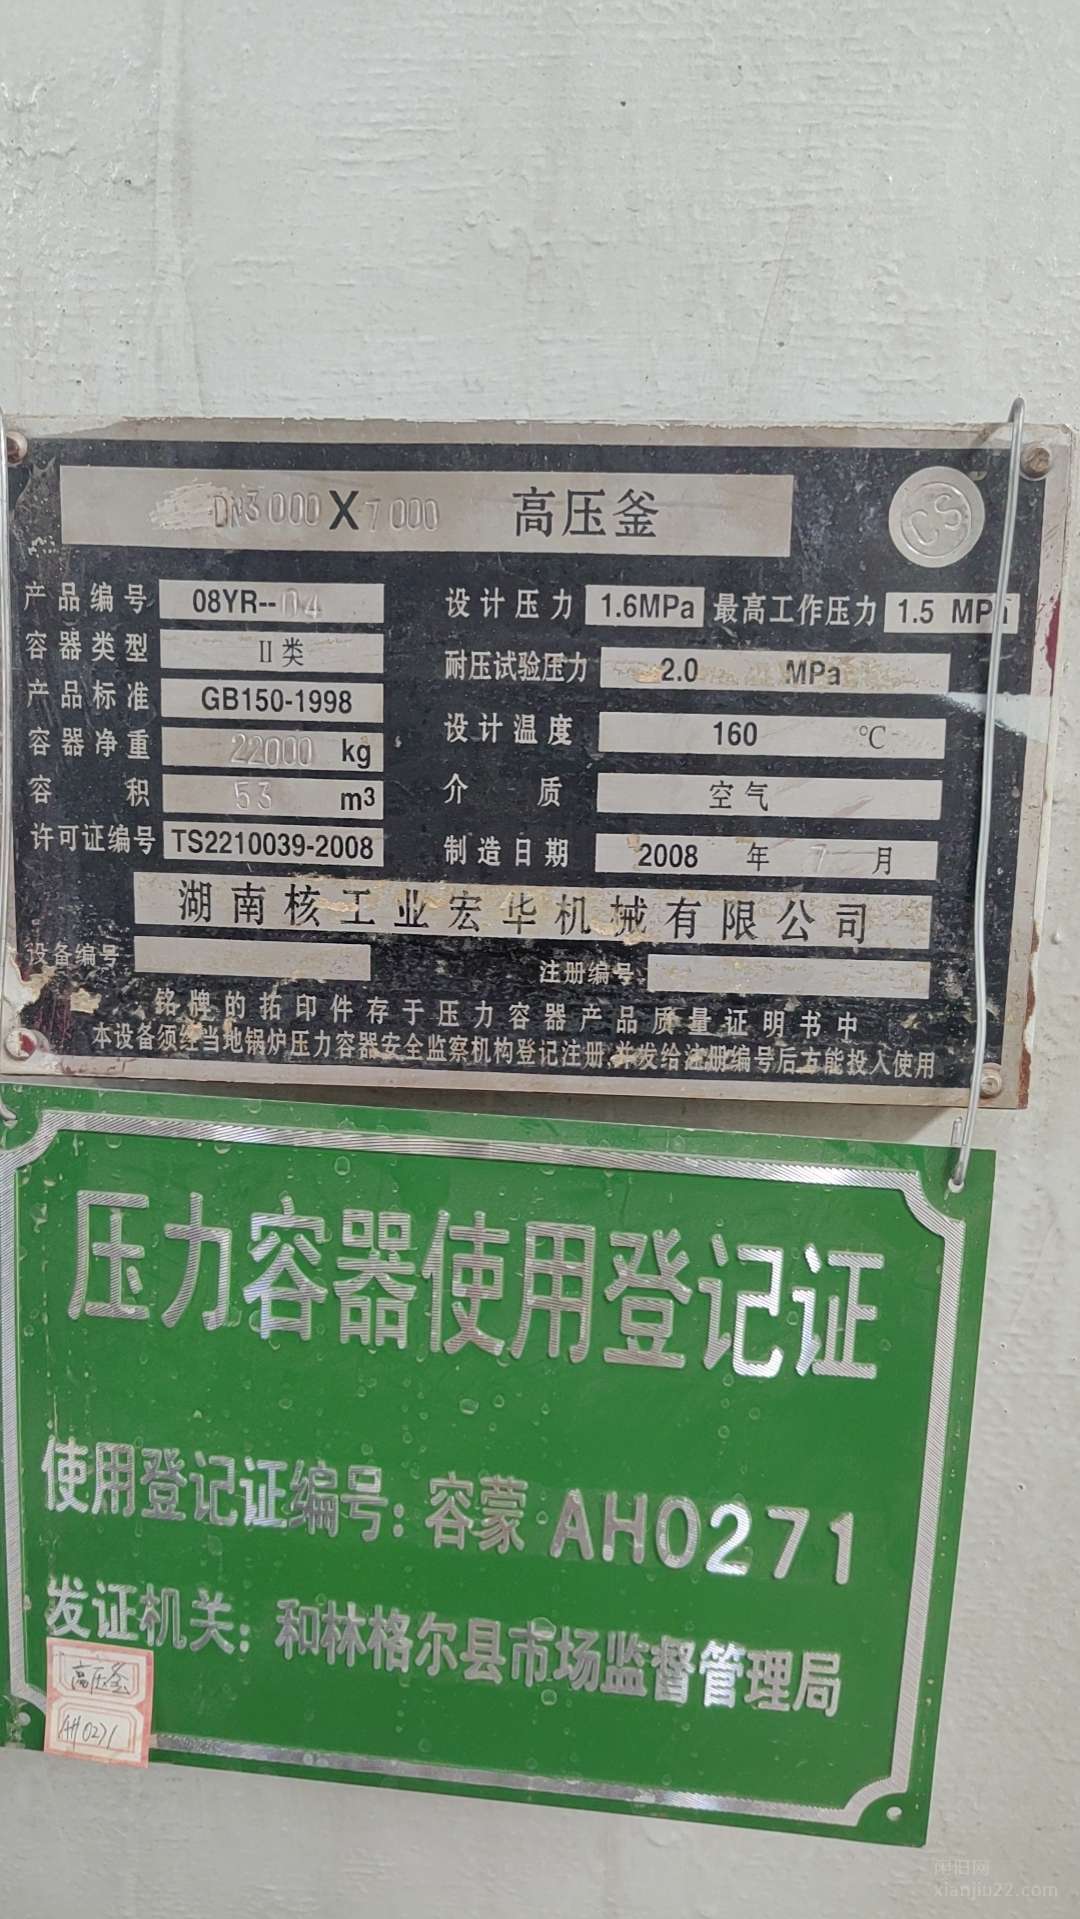 DN3000X7000 高压釜
CS
产品编号 08YR--04
设计压力 1.6MPa 最高工作压力 1.5 MPa
容器类型 II类
耐压试验压力 2.0 MPa
产品标准 GB150-1998
设计温度 160 ℃
容器净重 22000 kg
介质 空气
容积 53 m3
许可证编号 TS2210039-2008
制造日期 2008 年 7 月
湖南核工业宏华机械有限公司
设备编号
注册编号
铭牌的拓印件存于压力容器产品质量证明书中
本设备须经当地锅炉压力容器安全监察机构登记注册,并发给注册编号后方能投入使用
压力容器使用登记证
使用登记证编号: 容蒙·AH0271
发证机关: 和林格尔县市场监督管理局
高压釜
AH0271
闲旧网
xianjiu22.com